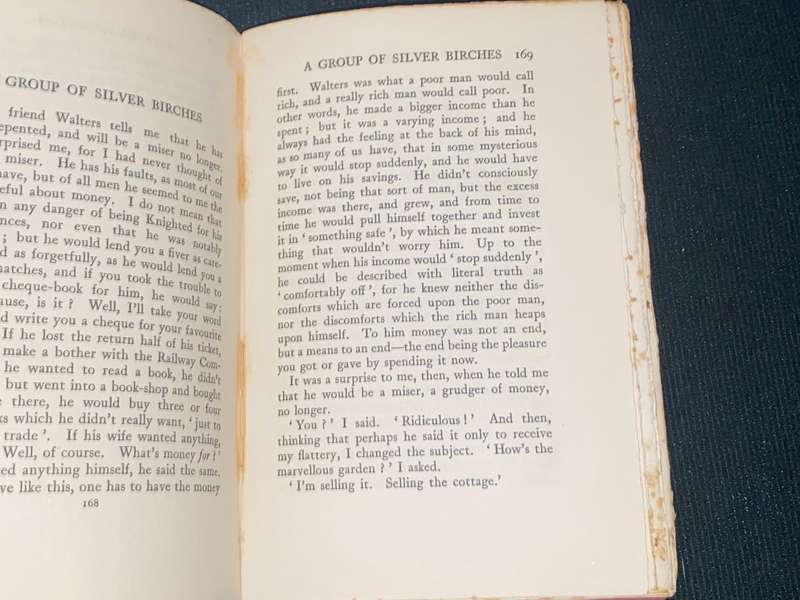 GROUP OF SILVER BIRCHES
friend Walters tells me that he has
epented, and will be a miser no longer.
rprised me, for I had never thought of
miser. He has his faults, as most of our
ave, but of all men he seemed to me the
eful about money. I do not mean that
n any danger of being Knighted for his
nces, nor even that he was notably
; but he would lend you a fiver as care-
d as forgetfully, as he would lend you a
natches, and if you took the trouble to
cheque-book for him, he would say:
ause, is it? Well, I'll take your word
d write you a cheque for your favourite
If he lost the return half of his ticket,
make a bother with the Railway Com-
he wanted to read a book, he didn't
but went into a book-shop and bought
e there, he would buy three or four
ks which he didn't really want, 'just to
trade'. If his wife wanted anything,
Well, of course. What's money for?'
ed anything himself, he said the same.
ve like this, one has to have the money
168
A GROUP OF SILVER BIRCHES 169
first. Walters was what a poor man would call
rich, and a really rich man would call poor. In
other words, he made a bigger income than he
spent; but it was a varying income; and he
always had the feeling at the back of his mind,
as so many of us have, that in some mysterious
way it would stop suddenly, and he would have
to live on his savings. He didn't consciously
save, not being that sort of man, but the excess
income was there, and grew, and from time to
time he would pull himself together and invest
it in 'something safe', by which he meant some-
thing that wouldn't worry him. Up to the
moment when his income would 'stop suddenly',
he could be described with literal truth as
'comfortably off', for he knew neither the dis-
comforts which are forced upon the poor man,
nor the discomforts which the rich man heaps
upon himself. To him money was not an end,
but a means to an end—the end being the pleasure
you got or gave by spending it now.
It was a surprise to me, then, when he told me
that he would be a miser, a grudger of money,
no longer.
'You?' I said. 'Ridiculous!' And then,
thinking that perhaps he said it only to receive
my flattery, I changed the subject. 'How's the
marvellous garden?' I asked.
'I'm selling it. Selling the cottage.'